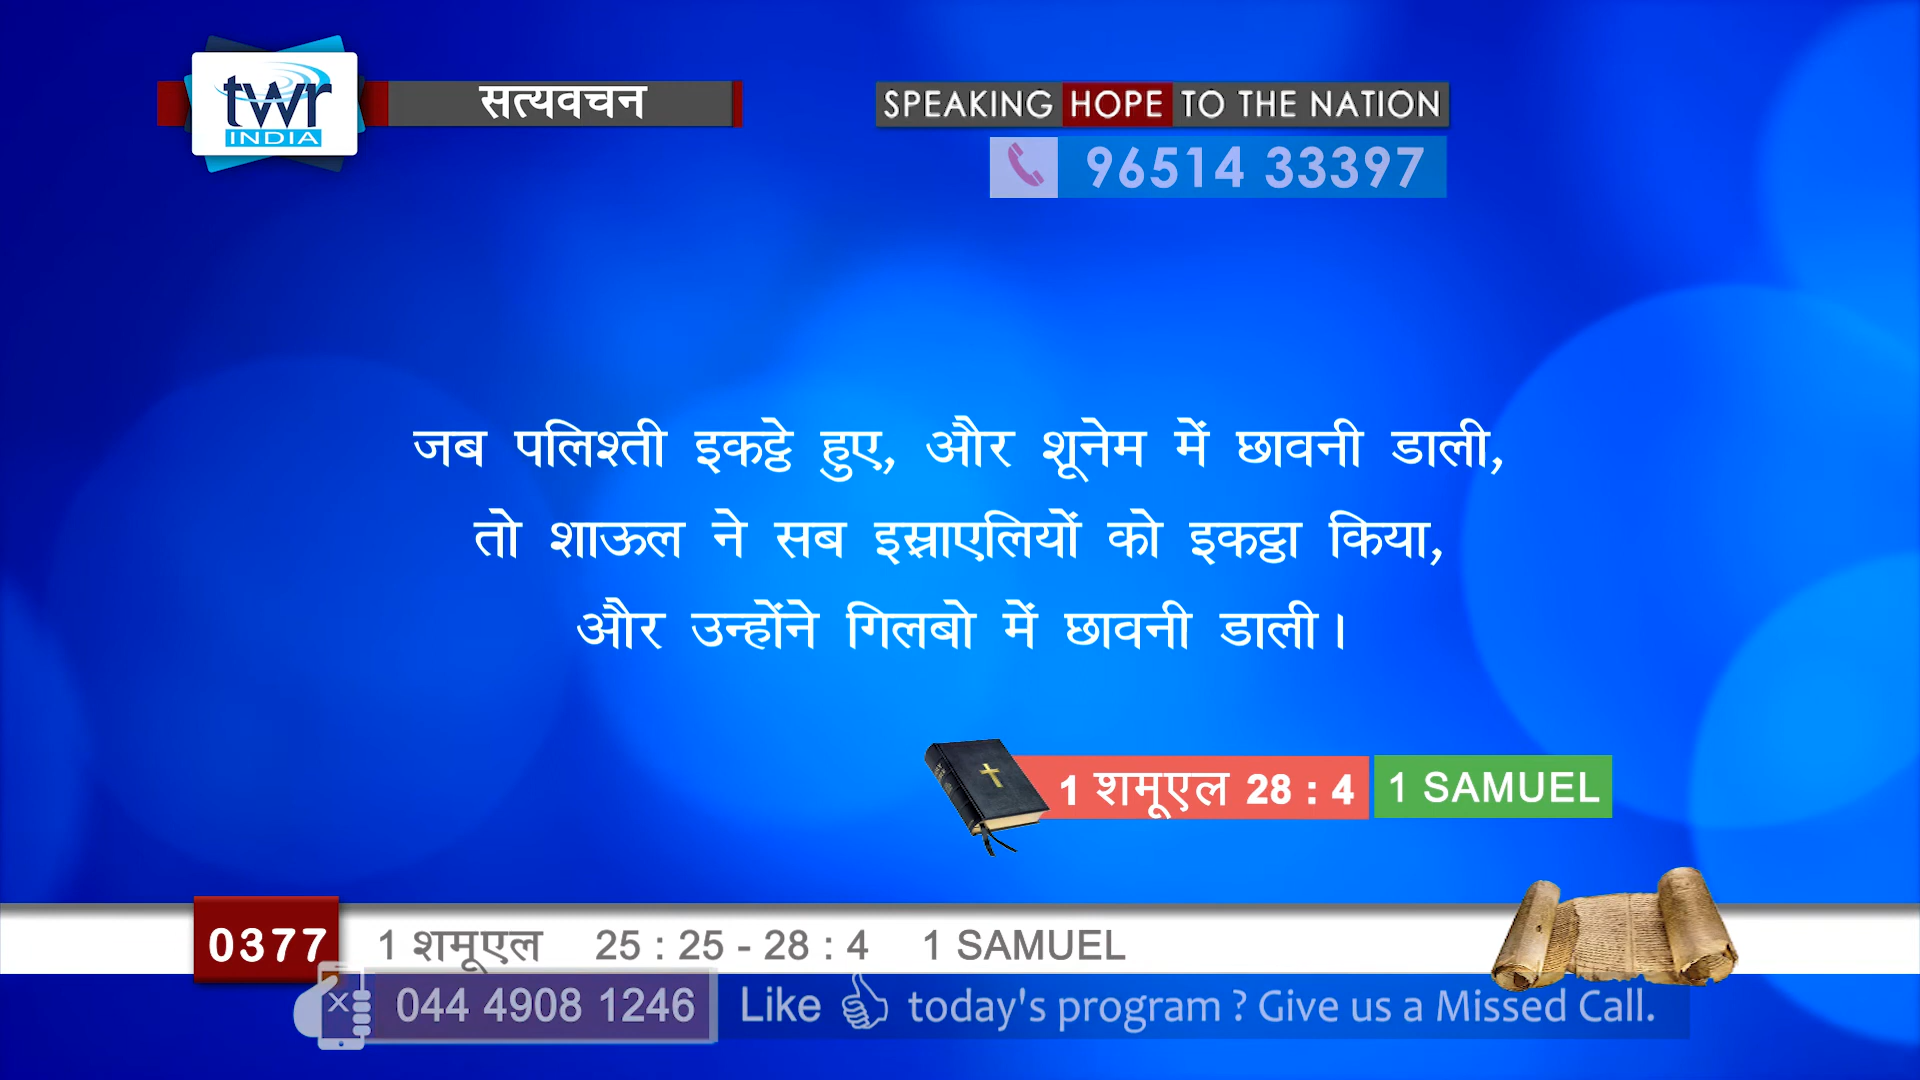 twr
INDIA
सत्यवचन
SPEAKING HOPE TO THE NATION
96514 33397
जब पलिश्ती इकट्ठे हुए, और शूनेम में छावनी डाली,
तो शाऊल ने सब इस्राएलियों को इकट्ठा किया,
और उन्होंने गिलबो में छावनी डाली।
1 शमूएल 28 : 4 1 SAMUEL
0377 1 शमूएल 25 : 25 - 28 : 4 1 SAMUEL
044 4908 1246 Like today's program ? Give us a Missed Call.